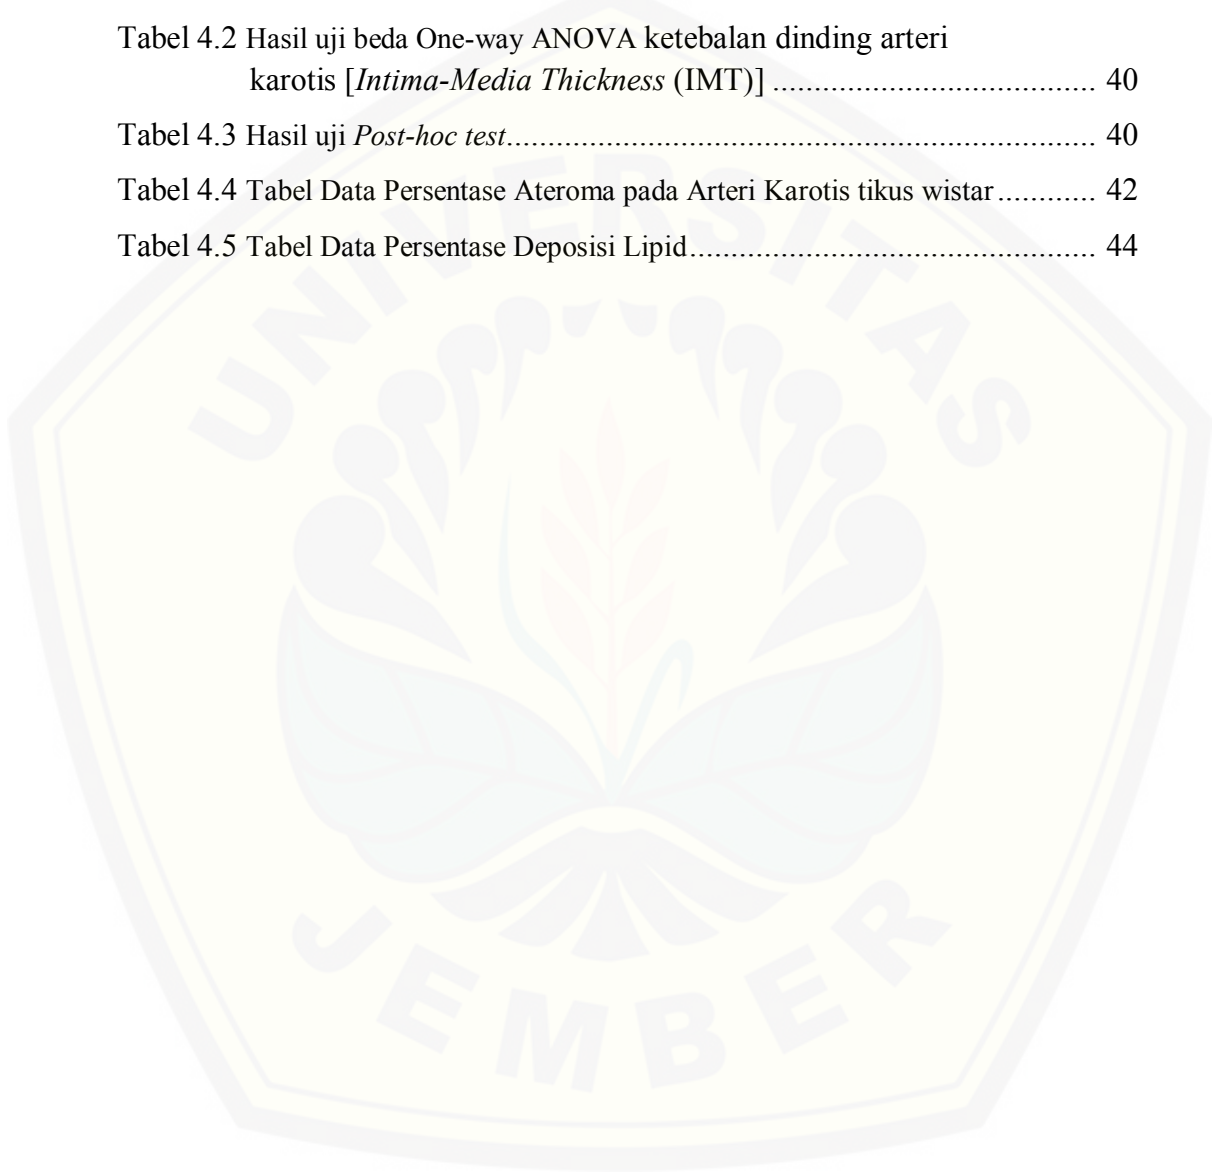 Tabel 4.2 Hasil uji beda One-way ANOVA ketebalan dinding arteri
karotis [Intima-Media Thickness (IMT)] ..................................... 40
Tabel 4.3 Hasil uji Post-hoc test..................................................................... 40
Tabel 4.4 Tabel Data Persentase Ateroma pada Arteri Karotis tikus wistar ............ 42
Tabel 4.5 Tabel Data Persentase Deposisi Lipid................................................ 44
UNIVERSITAS
JEMBER